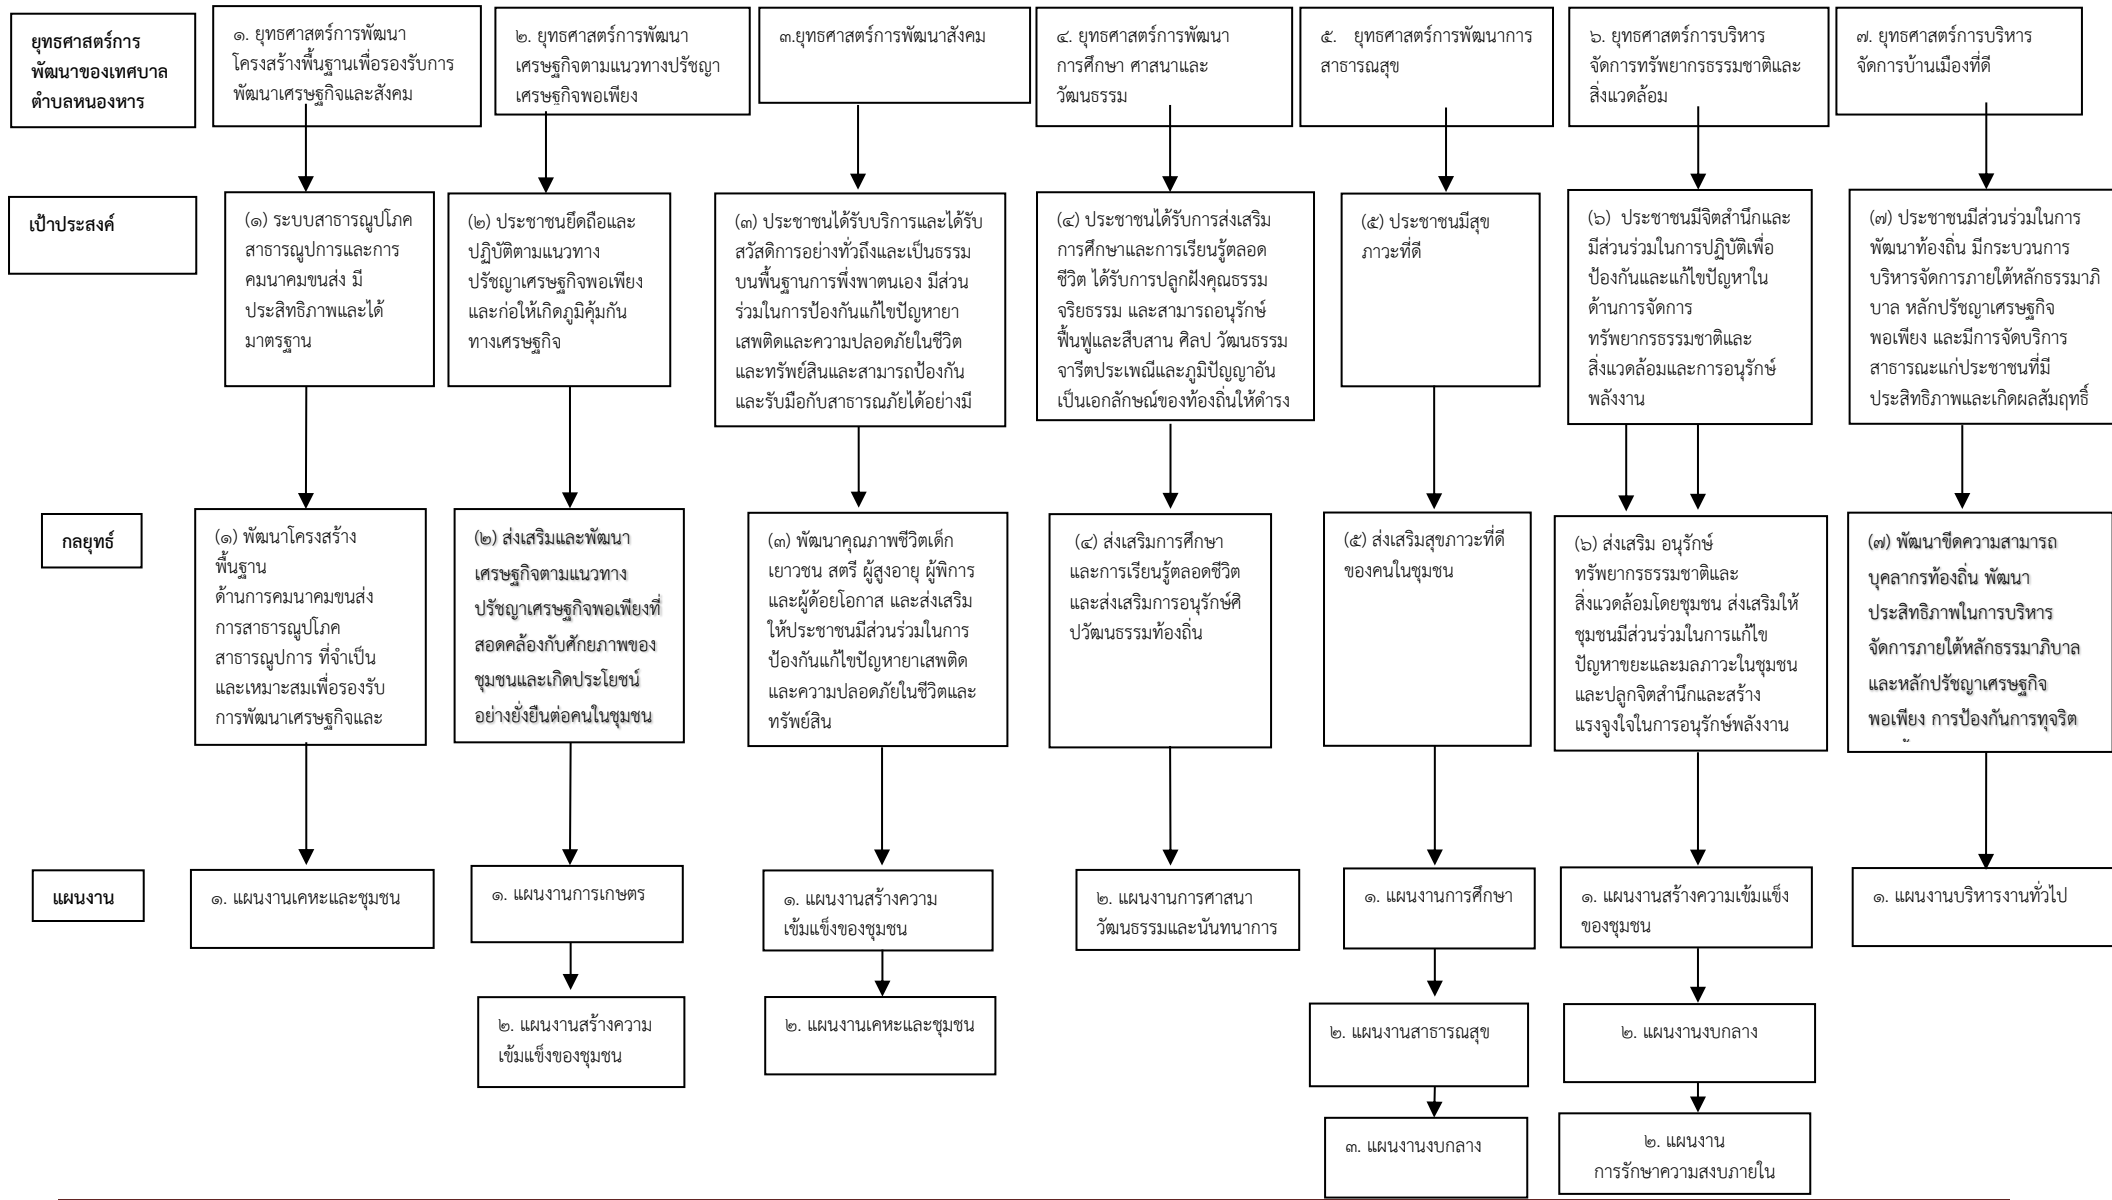 ยุทธศาสตร์การ
พัฒนาของเทศบาล
ตำบลหนองหาร
๑. ยุทธศาสตร์การพัฒนา
โครงสร้างพื้นฐานเพื่อรองรับการ
พัฒนาเศรษฐกิจและสังคม
๒. ยุทธศาสตร์การพัฒนา
เศรษฐกิจตามแนวทางปรัชญา
เศรษฐกิจพอเพียง
๓.ยุทธศาสตร์การพัฒนาสังคม
๔. ยุทธศาสตร์การพัฒนา
การศึกษา ศาสนาและ
วัฒนธรรม
๕. ยุทธศาสตร์การพัฒนาการ
สาธารณสุข
๖. ยุทธศาสตร์การบริหาร
จัดการทรัพยากรธรรมชาติและ
สิ่งแวดล้อม
๗. ยุทธศาสตร์การบริหาร
จัดการบ้านเมืองที่ดี
เป้าประสงค์
(๑) ระบบสาธารณูปโภค
สาธารณูปการและการ
คมนาคมขนส่ง มี
ประสิทธิภาพและได้
มาตรฐาน
(๒) ประชาชนยึดถือและ
ปฏิบัติตามแนวทาง
ปรัชญาเศรษฐกิจพอเพียง
และก่อให้เกิดภูมิคุ้มกัน
ทางเศรษฐกิจ
(๓) ประชาชนได้รับบริการและได้รับ
สวัสดิการอย่างทั่วถึงและเป็นธรรม
บนพื้นฐานการพึ่งพาตนเอง มีส่วน
ร่วมในการป้องกันแก้ไขปัญหายา
เสพติดและความปลอดภัยในชีวิต
และทรัพย์สินและสามารถป้องกัน
และรับมือกับสาธารณภัยได้อย่างมี
(๔) ประชาชนได้รับการส่งเสริม
การศึกษาและการเรียนรู้ตลอด
ชีวิต ได้รับการปลูกฝังคุณธรรม
จริยธรรม และสามารถอนุรักษ์
ฟื้นฟูและสืบสาน ศิลป วัฒนธรรม
จารีตประเพณีและภูมิปัญญาอัน
เป็นเอกลักษณ์ของท้องถิ่นให้ดำรง
(๕) ประชาชนมีสุข
ภาวะที่ดี
(๖) ประชาชนมีจิตสำนึกและ
มีส่วนร่วมในการปฏิบัติเพื่อ
ป้องกันและแก้ไขปัญหาใน
ด้านการจัดการ
ทรัพยากรธรรมชาติและ
สิ่งแวดล้อมและการอนุรักษ์
พลังงาน
(๗) ประชาชนมีส่วนร่วมในการ
พัฒนาท้องถิ่น มีกระบวนการ
บริหารจัดการภายใต้หลักธรรมาภิ
บาล หลักปรัชญาเศรษฐกิจ
พอเพียง และมีการจัดบริการ
สาธารณะแก่ประชาชนที่มี
ประสิทธิภาพและเกิดผลสัมฤทธิ์
กลยุทธ์
(๑) พัฒนาโครงสร้าง
พื้นฐาน
ด้านการคมนาคมขนส่ง
การสาธารณูปโภค
สาธารณูปการ ที่จำเป็น
และเหมาะสมเพื่อรองรับ
การพัฒนาเศรษฐกิจและ
(๒) ส่งเสริมและพัฒนา
เศรษฐกิจตามแนวทาง
ปรัชญาเศรษฐกิจพอเพียงที่
สอดคล้องกับศักยภาพของ
ชุมชนและเกิดประโยชน์
อย่างยั่งยืนต่อคนในชุมชน
(๓) พัฒนาคุณภาพชีวิตเด็ก
เยาวชน สตรี ผู้สูงอายุ ผู้พิการ
และผู้ด้อยโอกาส และส่งเสริม
ให้ประชาชนมีส่วนร่วมในการ
ป้องกันแก้ไขปัญหายาเสพติด
และความปลอดภัยในชีวิตและ
ทรัพย์สิน
(๔) ส่งเสริมการศึกษา
และการเรียนรู้ตลอดชีวิต
และส่งเสริมการอนุรักษ์ศิ
ปวัฒนธรรมท้องถิ่น
(๕) ส่งเสริมสุขภาวะที่ดี
ของคนในชุมชน
(๖) ส่งเสริม อนุรักษ์
ทรัพยากรธรรมชาติและ
สิ่งแวดล้อมโดยชุมชน ส่งเสริมให้
ชุมชนมีส่วนร่วมในการแก้ไข
ปัญหาขยะและมลภาวะในชุมชน
และปลูกจิตสำนึกและสร้าง
แรงจูงใจในการอนุรักษ์พลังงาน
(๗) พัฒนาขีดความสามารถ
บุคลากรท้องถิ่น พัฒนา
ประสิทธิภาพในการบริหาร
จัดการภายใต้หลักธรรมาภิบาล
และหลักปรัชญาเศรษฐกิจ
พอเพียง การป้องกันการทุจริต
แผนงาน
๑. แผนงานเคหะและชุมชน
๑. แผนงานการเกษตร
๑. แผนงานสร้างความ
เข้มแข็งของชุมชน
๒. แผนงานการศาสนา
วัฒนธรรมและนันทนาการ
๑. แผนงานการศึกษา
๑. แผนงานสร้างความเข้มแข็ง
ของชุมชน
๑. แผนงานบริหารงานทั่วไป
๒. แผนงานสร้างความ
เข้มแข็งของชุมชน
๒. แผนงานเคหะและชุมชน
๒. แผนงานสาธารณสุข
๒. แผนงานงบกลาง
๓. แผนงานงบกลาง
๒. แผนงาน
การรักษาความสงบภายใน